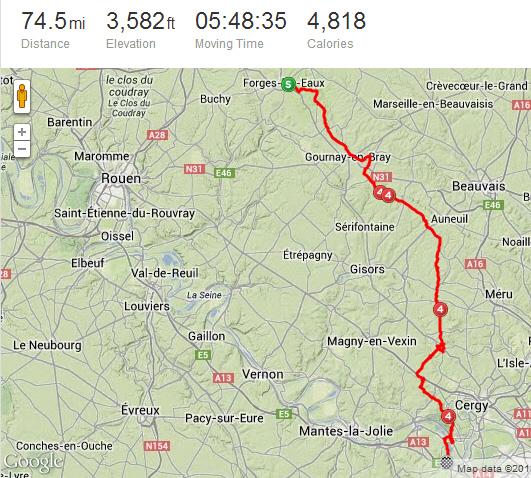 74.5mi 3,582ft 05:48:35 4,818
Distance Elevation Moving Time Calories
le clos du
coudray
Le Clos du
Coudray
S
Forges-
Eaux
Crèvecœur-le-Grand
Buchy
Marseille-en-Beauvaisis
A16
Barentin
A28
Maromme
Gournay-en-Bray
N31
N31
Rouen
E46
Beauvais
4
4
E46
Saint-Étienne-du-Rouvray
Auneuil
Sérifontaine
Noaill
Oissel
Étrépagny
Elbeuf
A16
Val-de-Reuil
Gisors
La Seine
Méru
Louviers
4
Le Neubourg
Gaillon
Magny-en-Vexin
E5
L'Isle-
A13
Vernon
Cergy
Évreux
4
Pacy-sur-Eure
Mantes-la-Jolie
A13
Conches-en-Ouche
N154
E5
Google
Map data ©201
-Lyre